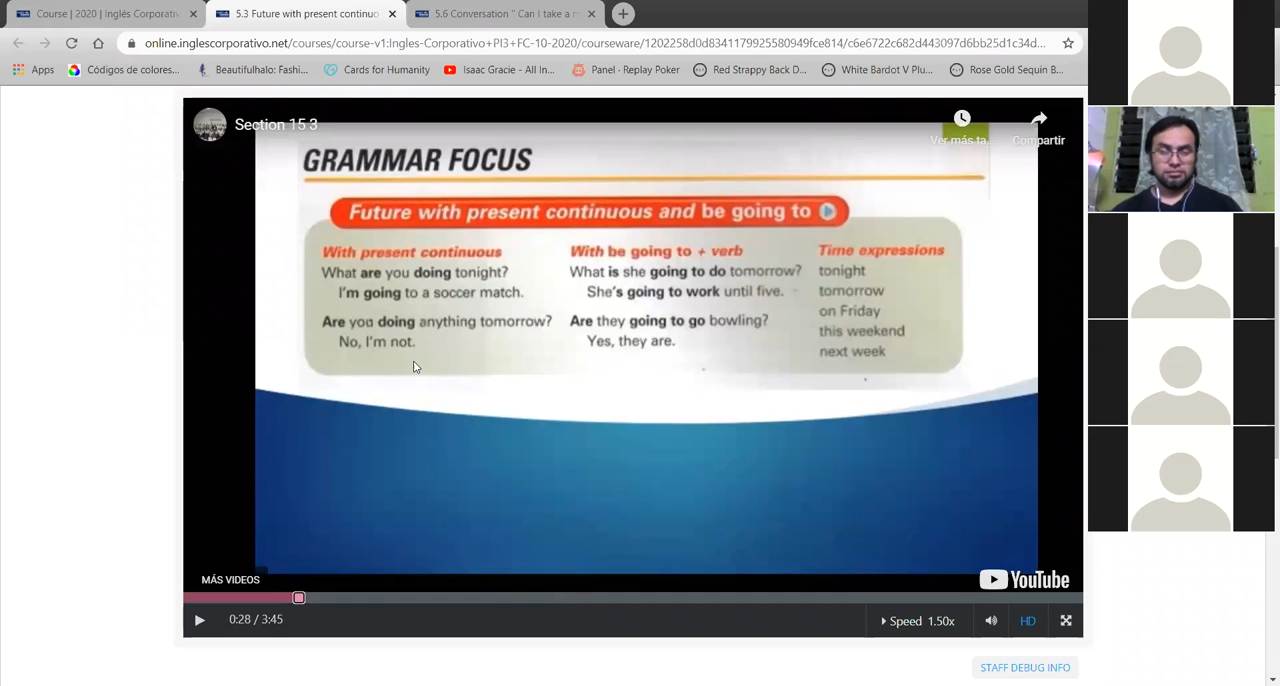 Course | 2020 | Inglés Corporativ
5.3 Future with present continuo
5.6 Conversation " Can I take a m
online.inglescorporativo.net/courses/course-v1:Ingles-Corporativo+PI3+FC-10-2020/courseware/1202258d0d8341179925580949fce814/c6e6722c682d443097d6bb25d1c34d...
Apps
Códigos de colores...
Beautifulhalo: Fashi...
Cards for Humanity
Isaac Gracie - All In...
Panel · Replay Poker
Red Strappy Back D...
White Bardot V Plu...
Rose Gold Sequin B...
Section 15 3
Ver más ta...
Compartir
GRAMMAR FOCUS
Future with present continuous and be going to
With present continuous
What are you doing tonight?
I'm going to a soccer match.
Are you doing anything tomorrow?
No, I'm not.
With be going to + verb
What is she going to do tomorrow?
She's going to work until five.
Are they going to go bowling?
Yes, they are.
Time expressions
tonight
tomorrow
on Friday
this weekend
next week
MÁS VIDEOS
YouTube
0:28 / 3:45
Speed 1.50x
HD
STAFF DEBUG INFO